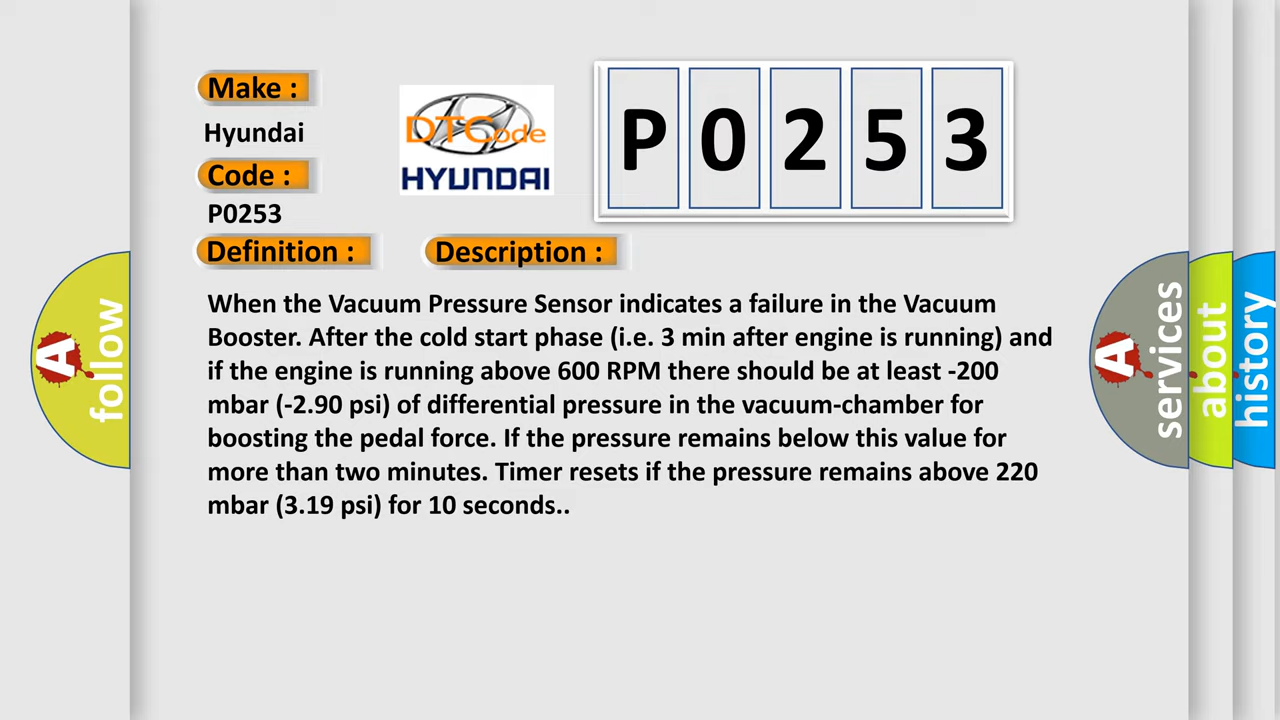 Make :
Hyundai
Code :
P0253
Definition :
Description :
DTCode
HYUNDAI
P0253
When the Vacuum Pressure Sensor indicates a failure in the Vacuum
Booster. After the cold start phase (i.e. 3 min after engine is running) and
if the engine is running above 600 RPM there should be at least -200
mbar (-2.90 psi) of differential pressure in the vacuum-chamber for
boosting the pedal force. If the pressure remains below this value for
more than two minutes. Timer resets if the pressure remains above 220
mbar (3.19 psi) for 10 seconds..
A
follow
A
services
about
history